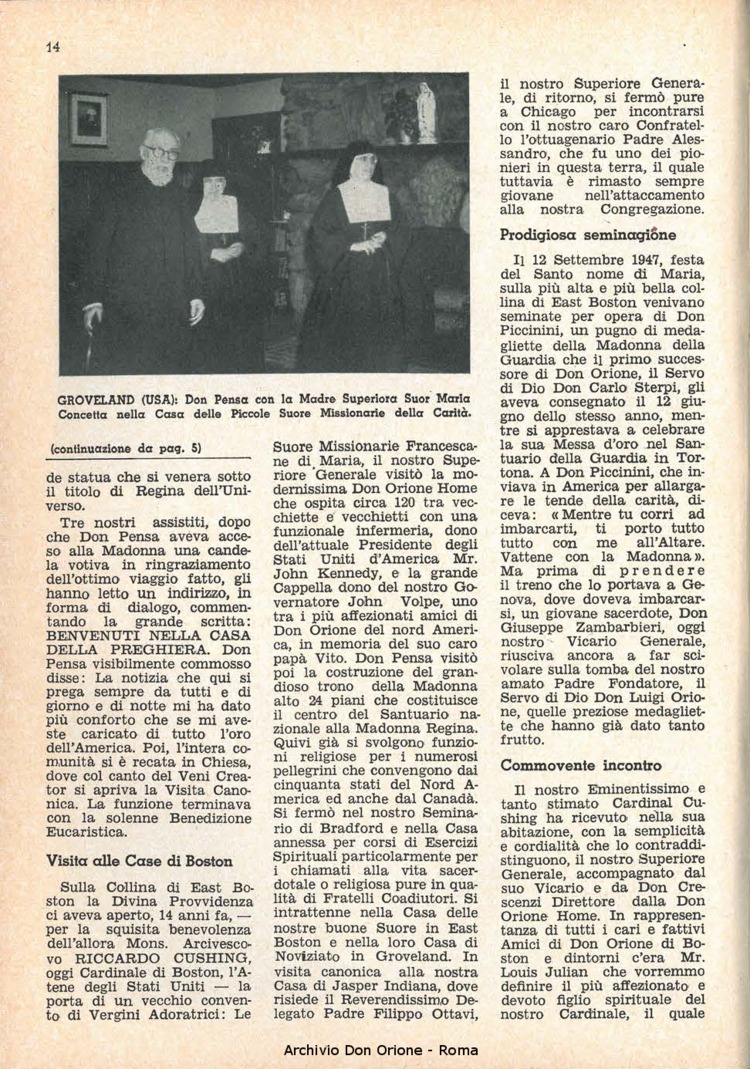 14
GROVELAND (USA): Don Pensa con la Madre Superiora Suor Maria
Concetta nella Casa delle Piccole Suore Missionarie della Carità.
(continuazione da pag. 5)
de statua che si venera sotto
il titolo di Regina dell'Uni-
verso.
Tre nostri assistiti, dopo
che Don Pensa aveva acce-
so alla Madonna una cande-
la votiva in ringraziamento
dell'ottimo viaggio fatto, gli
hanno letto un indirizzo, in
forma di dialogo, commen-
tando la grande scritta:
BENVENUTI NELLA CASA
DELLA PREGHIERA. Don
Pensa visibilmente commosso
disse: La notizia che qui si
prega sempre da tutti e di
giorno e di notte mi ha dato
più conforto che se mi ave-
ste caricato di tutto l'oro
dell'America. Poi, l'intera co-
munità si è recata in Chiesa,
dove col canto del Veni Crea-
tor si apriva la Visita Cano-
nica. La funzione terminava
con la solenne Benedizione
Eucaristica.
Visita alle Case di Boston
Sulla Collina di East Bo-
ston la Divina Provvidenza
ci aveva aperto, 14 anni fa, —
per la squisita benevolenza
dell'allora Mons. Arcivesco-
vo RICCARDO CUSHING,
oggi Cardinale di Boston, l'A-
tene degli Stati Uniti — la
porta di un vecchio conven-
to di Vergini Adoratrici: Le
Suore Missionarie Francesca-
ne di Maria, il nostro Supe-
riore Generale visitò la mo-
dernissima Don Orione Home
che ospita circa 120 tra vec-
chiette e vecchietti con una
funzionale infermeria, dono
dell'attuale Presidente degli
Stati Uniti d'America Mr.
John Kennedy, e la grande
Cappella dono del nostro Go-
vernatore John Volpe, uno
tra i più affezionati amici di
Don Orione del nord Ameri-
ca, in memoria del suo caro
papà Vito. Don Pensa visitò
poi la costruzione del gran-
dioso trono della Madonna
alto 24 piani che costituisce
il centro del Santuario na-
zionale alla Madonna Regina.
Quivi già si svolgono funzio-
ni religiose per i numerosi
pellegrini che convengono dai
cinquanta stati del Nord A-
merica ed anche dal Canadà.
Si fermò nel nostro Semina-
rio di Bradford e nella Casa
annessa per corsi di Esercizi
Spirituali particolarmente per
i chiamati alla vita sacer-
dotale o religiosa pure in qua-
lità di Fratelli Coadiutori. Si
intrattenne nella Casa delle
nostre buone Suore in East
Boston e nella loro Casa di
Noviziato in Groveland. In
visita canonica alla nostra
Casa di Jasper Indiana, dove
risiede il Reverendissimo De-
legato Padre Filippo Ottavi,
il nostro Superiore Genera-
le, di ritorno, si fermò pure
a Chicago per incontrarsi
con il nostro caro Confratel-
lo l'ottuagenario Padre Ales-
sandro, che fu uno dei pio-
nieri in questa terra, il quale
tuttavia è rimasto sempre
giovane nell'attaccamento
alla nostra Congregazione.
Prodigiosa seminagione
Il 12 Settembre 1947, festa
del Santo nome di Maria,
sulla più alta e più bella col-
lina di East Boston venivano
seminate per opera di Don
Piccinini, un pugno di meda-
gliette della Madonna della
Guardia che il primo succes-
sore di Don Orione, il Servo
di Dio Don Carlo Sterpi, gli
aveva consegnato il 12 giu-
gno dello stesso anno, men-
tre si apprestava a celebrare
la sua Messa d'oro nel San-
tuario della Guardia in Tor-
tona. A Don Piccinini, che in-
viava in America per allarga-
re le tende della carità, di-
ceva: « Mentre tu corri ad
imbarcarti, ti porto tutto
tutto con me all'Altare.
Vattene con la Madonna ».
Ma prima di prendere
il treno che lo portava a Ge-
nova, dove doveva imbarcar-
si, un giovane sacerdote, Don
Giuseppe Zambarbieri, oggi
nostro Vicario Generale,
riusciva ancora a far sci-
volare sulla tomba del nostro
amato Padre Fondatore, il
Servo di Dio Don Luigi Orio-
ne, quelle preziose medagliet-
te che hanno già dato tanto
frutto.
Commovente incontro
Il nostro Eminentissimo e
tanto stimato Cardinal Cu-
shing ha ricevuto nella sua
abitazione, con la semplicità
e cordialità che lo contraddi-
stinguono, il nostro Superiore
Generale, accompagnato dal
suo Vicario e da Don Cre-
scenzi Direttore dalla Don
Orione Home. In rappresen-
tanza di tutti i cari e fattivi
Amici di Don Orione di Bo-
ston e dintorni c'era Mr.
Louis Julian che vorremmo
definire il più affezionato e
devoto figlio spirituale del
nostro Cardinale, il quale
Archivio Don Orione - Roma